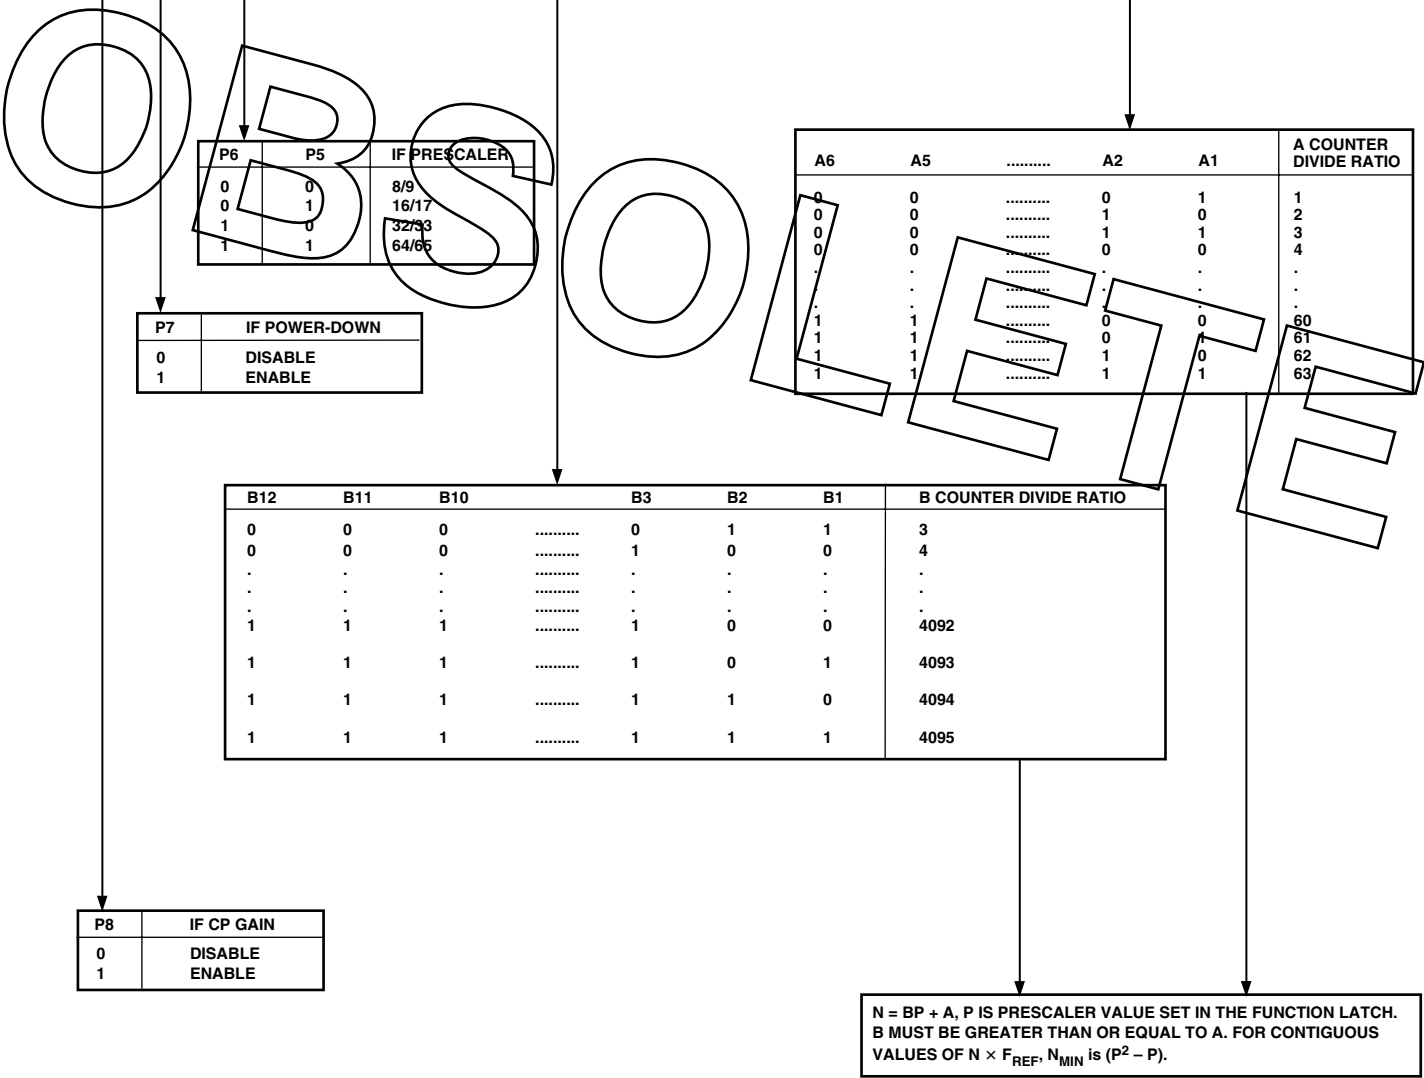 OBSOLETE
P6 P5 IF PRESCALER
0 0 8/9
0 1 16/17
1 0 32/33
1 1 64/65
A6 A5 .......... A2 A1 A COUNTER
DIVIDE RATIO
0 0 .......... 0 1 1
0 0 .......... 1 0 2
0 0 .......... 1 1 3
0 0 .......... 0 0 4
. . .......... . . .
. . .......... . . .
. . .......... . . .
1 1 .......... 0 0 60
1 1 .......... 0 1 61
1 1 .......... 1 0 62
1 1 .......... 1 1 63
P7 IF POWER-DOWN
0 DISABLE
1 ENABLE
B12 B11 B10 B3 B2 B1 B COUNTER DIVIDE RATIO
0 0 0 .......... 0 1 1 3
0 0 0 .......... 1 0 0 4
. . . .......... . . . .
. . . .......... . . . .
. . . .......... . . . .
1 1 1 .......... 1 0 0 4092
1 1 1 .......... 1 0 1 4093
1 1 1 .......... 1 1 0 4094
1 1 1 .......... 1 1 1 4095
P8 IF CP GAIN
0 DISABLE
1 ENABLE
N = BP + A, P IS PRESCALER VALUE SET IN THE FUNCTION LATCH.
B MUST BE GREATER THAN OR EQUAL TO A. FOR CONTIGUOUS
VALUES OF N × F_REF, N_MIN is (P² – P).